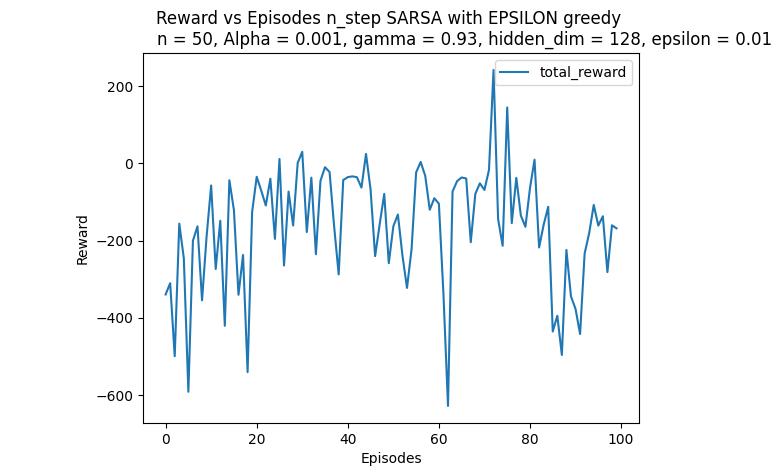 Reward vs Episodes n_step SARSA with EPSILON greedy
n = 50, Alpha = 0.001, gamma = 0.93, hidden_dim = 128, epsilon = 0.01
total_reward
200
0
−200
−400
−600
Reward
0 20 40 60 80 100
Episodes